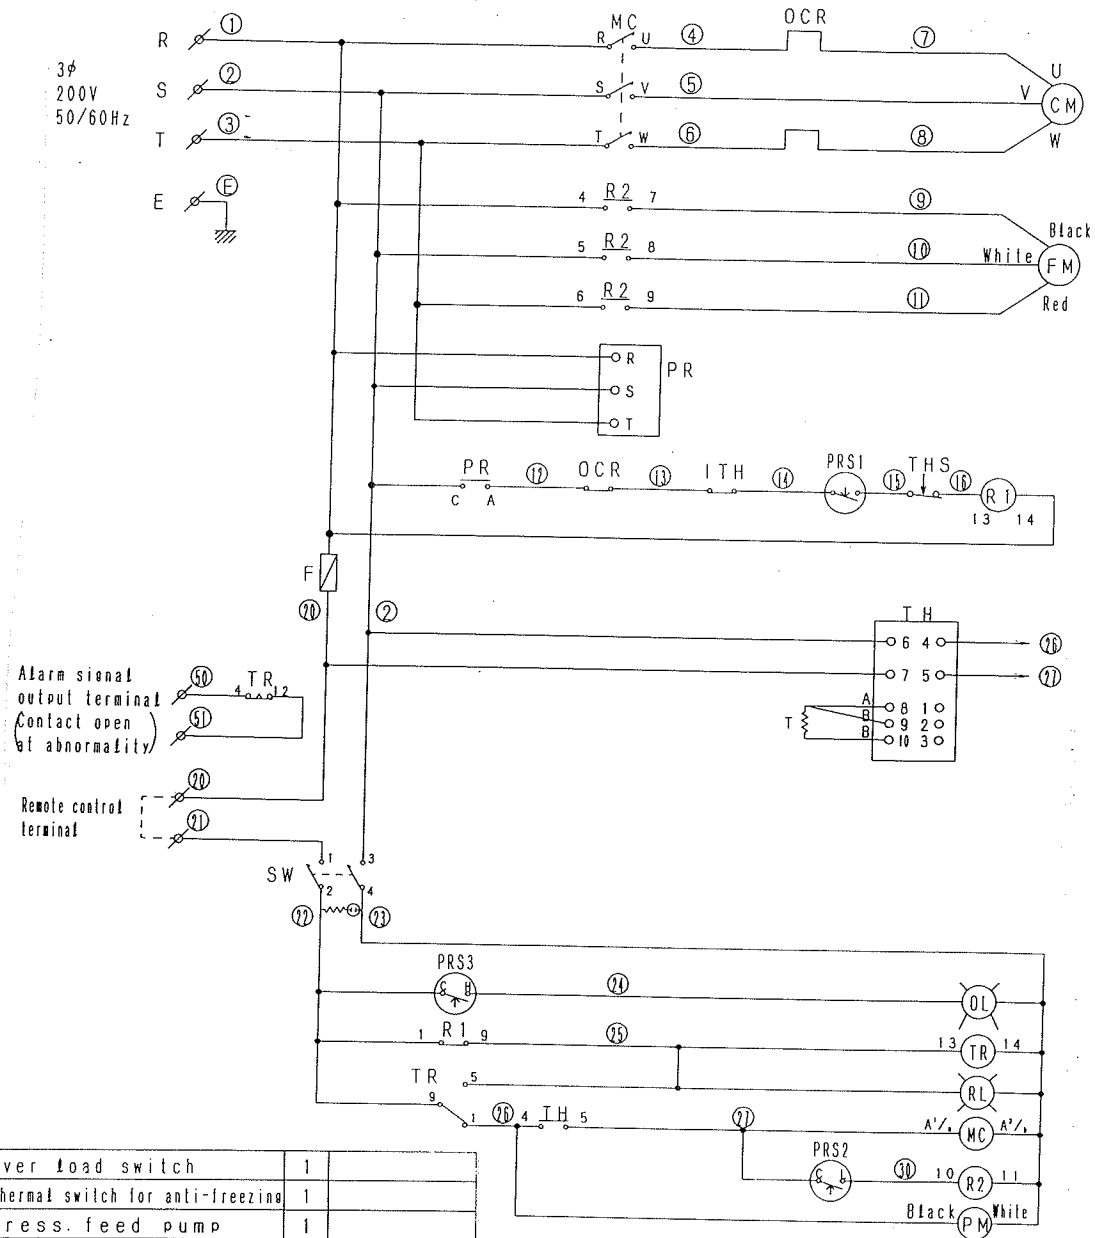 R ① MC R U ④ OCR ⑦ U
3φ
200V
50/60Hz
S ② S V ⑤ V CM
T ③ T W ⑥ ⑧ W
E Ⓔ
4 R2 7 ⑨ Black
5 R2 8 ⑩ White FM
6 R2 9 ⑪ Red
R PR
S
T
PR C A ⑫ OCR ⑬ ITH ⑭ PRS1 ⑮ THS ⑯ R1
13 14
F
⑳ ②
TH
6 4 26
7 5 27
A 8 1
T B 9 2
B 10 3
Alarm signal
output terminal
(Contact open
at abnormality)
50 4 TR 12
51
Remote control
terminal
20
21
SW 1 3
2 4
22 23
PRS3
C H 24 OL
1 R1 9 25 13 TR 14
TR 5 RL
9 1 26 4 TH 5 27 MC
PRS2
C L 30 10 R2 11
Black PM White
ver load switch 1
hermal switch for anti-freezing 1
ress. feed pump 1